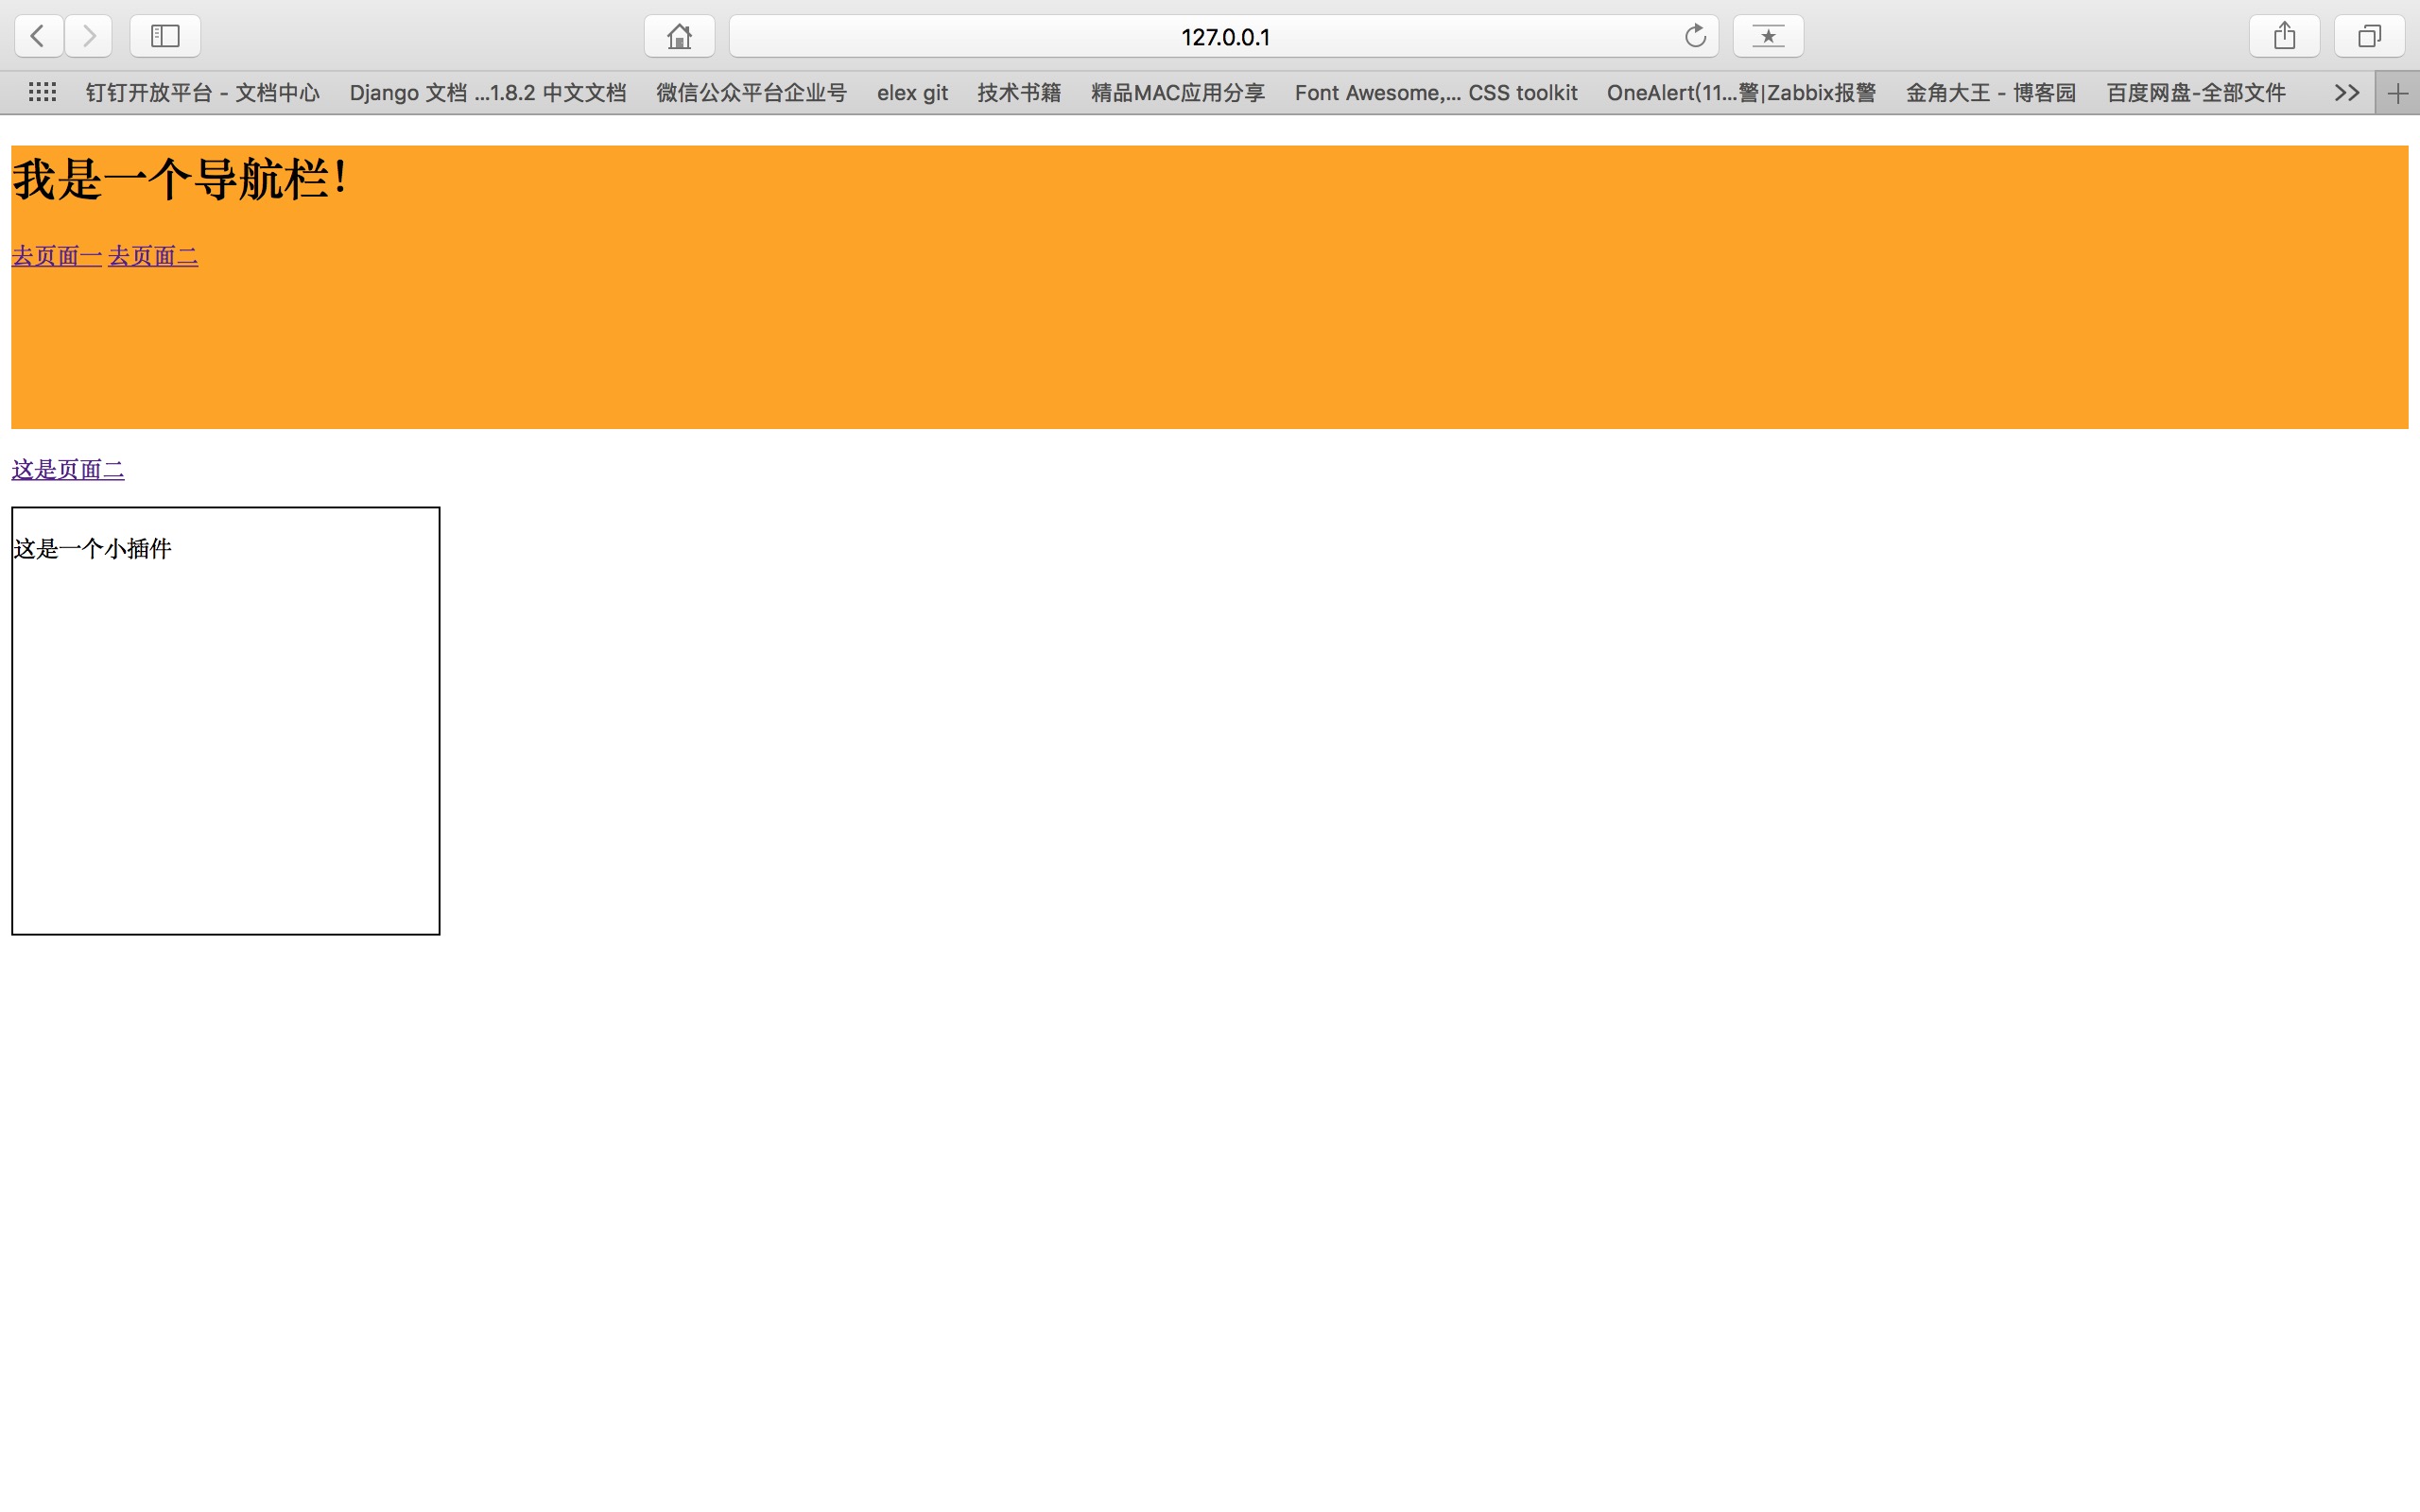 127.0.0.1
钉钉开放平台 - 文档中心 Django 文档 ...1.8.2 中文文档 微信公众平台企业号 elex git 技术书籍 精品MAC应用分享 Font Awesome,... CSS toolkit OneAlert(11...警|Zabbix报警 金角大王 - 博客园 百度网盘-全部文件
我是一个导航栏!
去页面一 去页面二
这是页面二
这是一个小插件